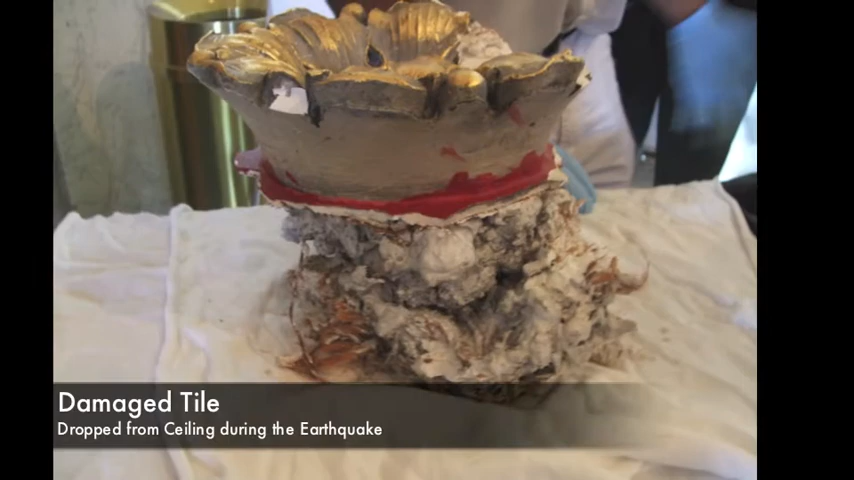 Damaged Tile
Dropped from Ceiling during the Earthquake